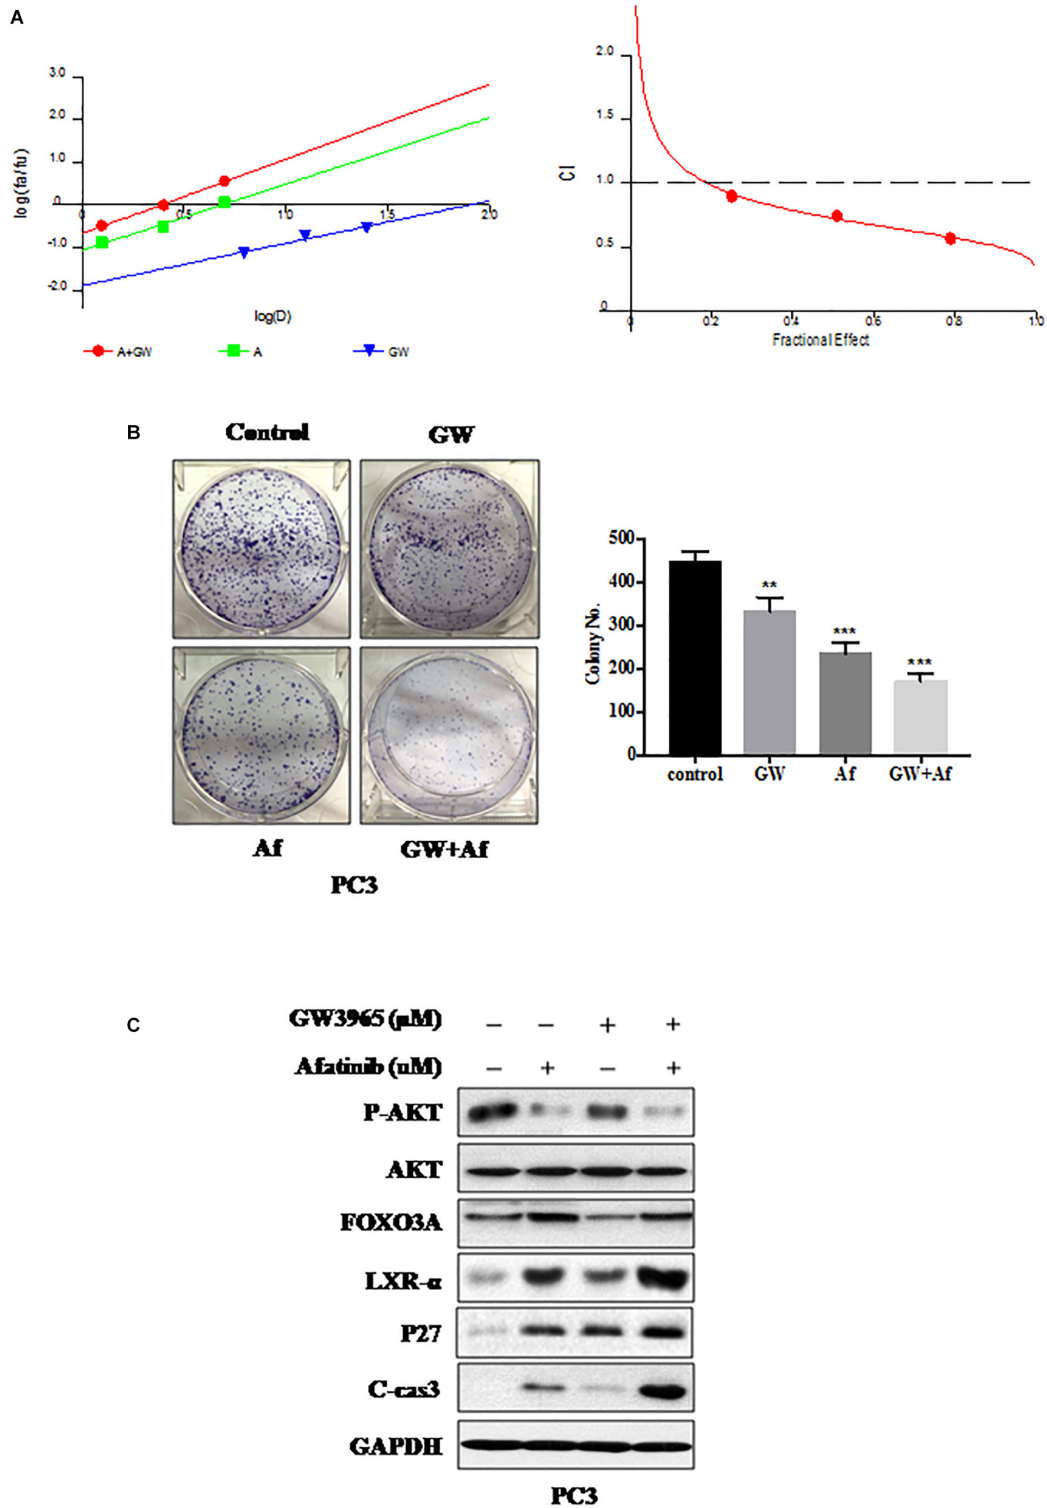 A
3.0
2.0
1.0
0
-1.0
-2.0
log(fa/fu)
0.5
1.0
1.5
2.0
log(D)
A+GW
A
GW
2.0
1.5
1.0
0.5
0
CI
0
0.2
0.4
0.6
0.8
1.0
Fractional Effect
B
Control
GW
Af
GW+Af
PC3
500
400
300
200
100
0
Colony No.
**
***
***
control
GW
Af
GW+Af
C
GW3965 (μM) – – + +
Afatinib (uM) – + – +
P-AKT
AKT
FOXO3A
LXR-α
P27
C-cas3
GAPDH
PC3